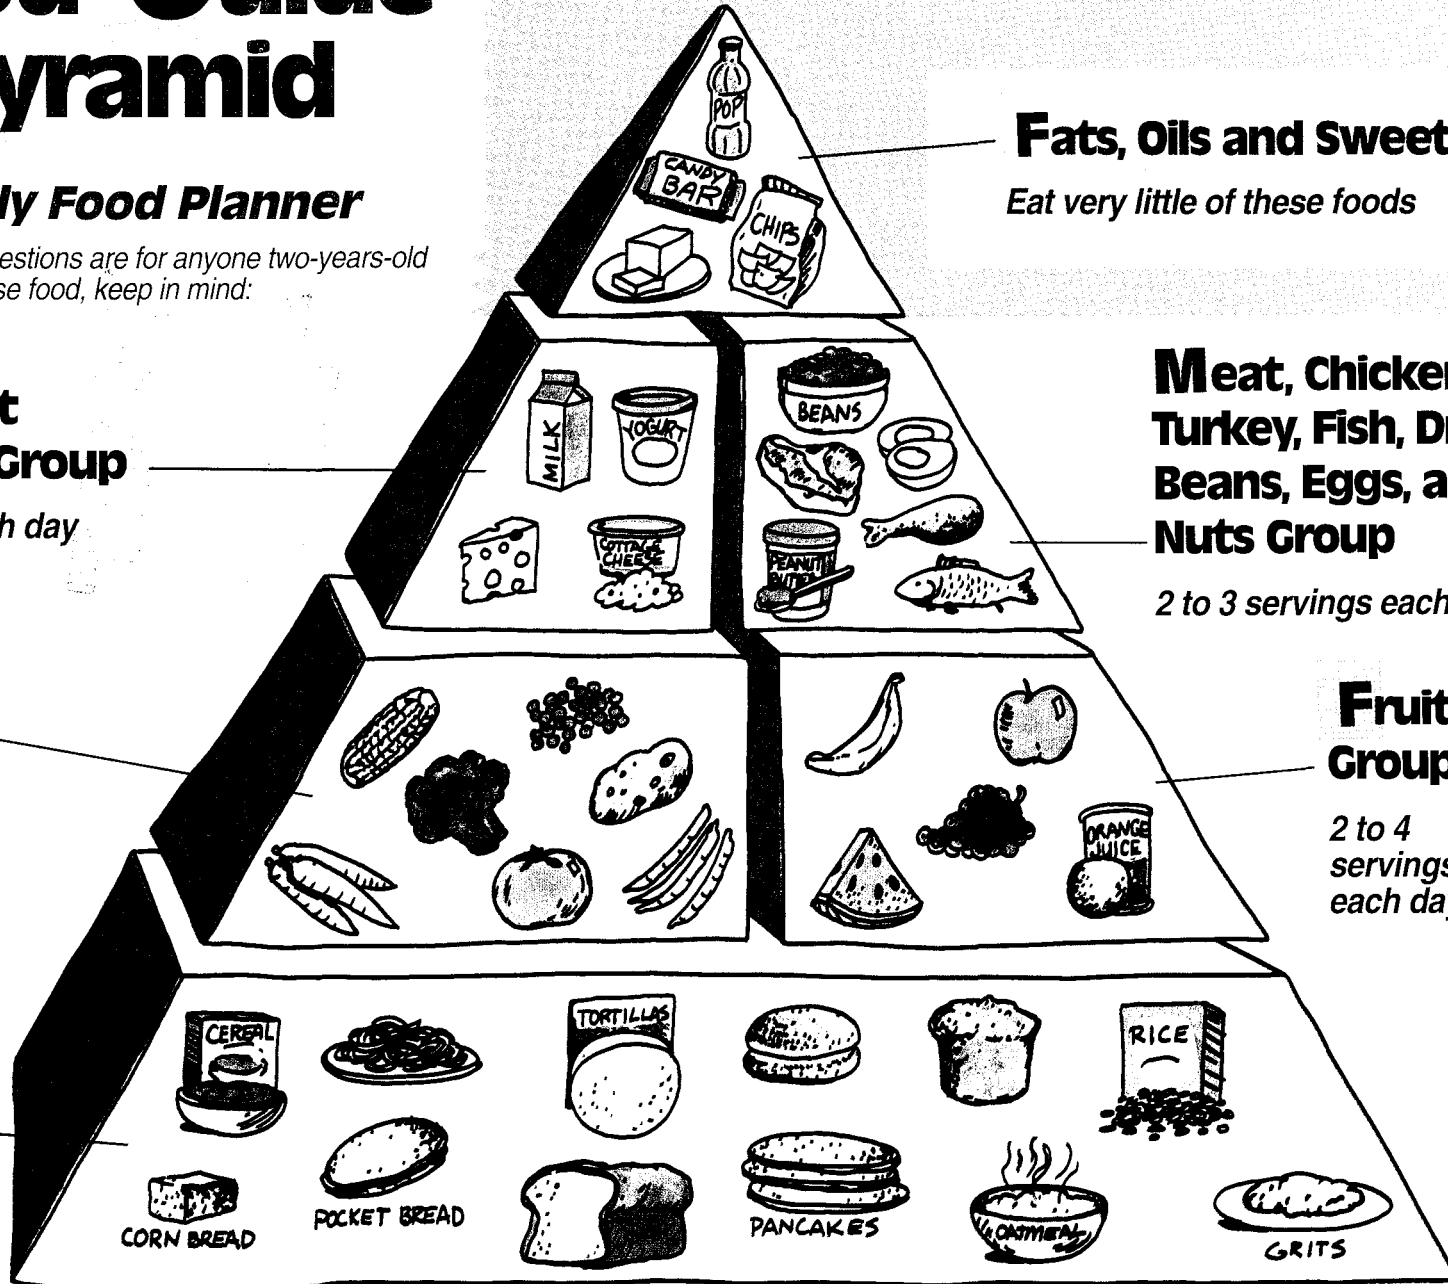 yramid
ly Food Planner
estions are for anyone two-years-old
se food, keep in mind:
POP
CANDY
BAR
CHIPS
Fats, Oils and Sweet
Eat very little of these foods
t
Group
h day
MILK
YOGURT
COTTAGE
CHEESE
BEANS
PEANUT
BUTTER
Meat, Chicken
Turkey, Fish, Dr
Beans, Eggs, a
Nuts Group
2 to 3 servings each
ORANGE
JUICE
Fruit
Group
2 to 4
servings
each day
CEREAL
TORTILLAS
RICE
CORN BREAD
POCKET BREAD
PANCAKES
OATMEAL
GRITS